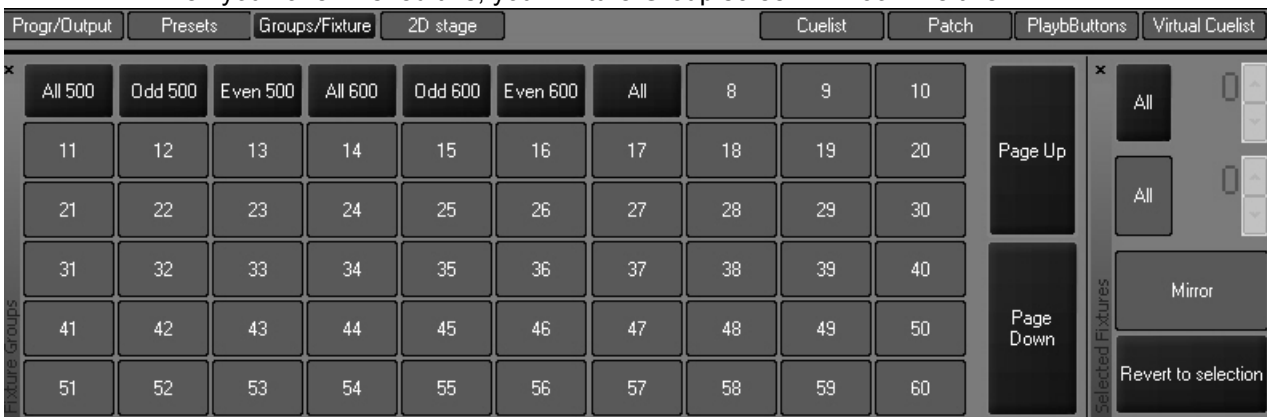 Progr/Output Presets Groups/Fixture 2D stage Cuelist Patch PlaybButtons Virtual Cuelist
× All 500 Odd 500 Even 500 All 600 Odd 600 Even 600 All 8 9 10 Page Up × All 0
11 12 13 14 15 16 17 18 19 20
21 22 23 24 25 26 27 28 29 30 All 0
31 32 33 34 35 36 37 38 39 40 Mirror
41 42 43 44 45 46 47 48 49 50 Page
Down
51 52 53 54 55 56 57 58 59 60 Revert to selection
Fixture Groups
Selected Fixtures